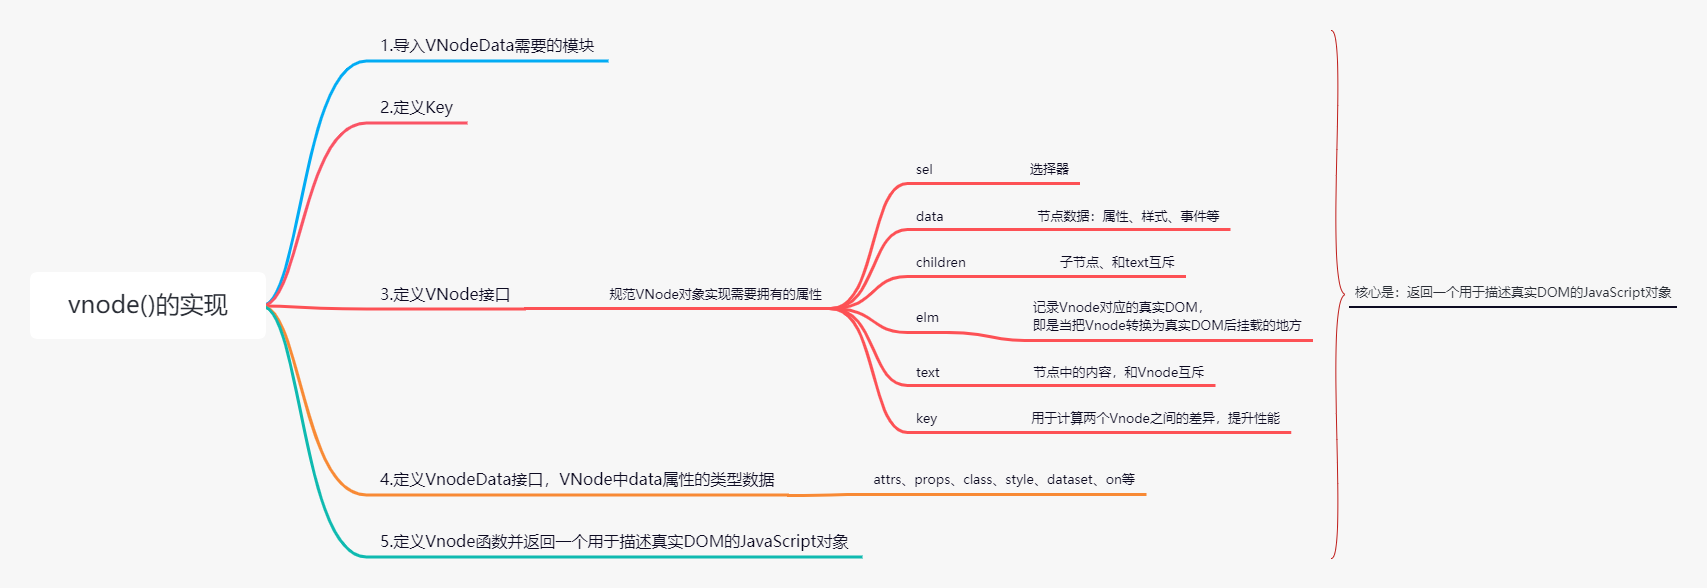 vnode()的实现
1.导入VNodeData需要的模块
2.定义Key
3.定义VNode接口
规范VNode对象实现需要拥有的属性
sel
选择器
data
节点数据：属性、样式、事件等
children
子节点、和text互斥
elm
记录Vnode对应的真实DOM，
即是当把Vnode转换为真实DOM后挂载的地方
text
节点中的内容，和Vnode互斥
key
用于计算两个Vnode之间的差异，提升性能
4.定义VnodeData接口，VNode中data属性的类型数据
attrs、props、class、style、dataset、on等
5.定义Vnode函数并返回一个用于描述真实DOM的JavaScript对象
核心是：返回一个用于描述真实DOM的JavaScript对象